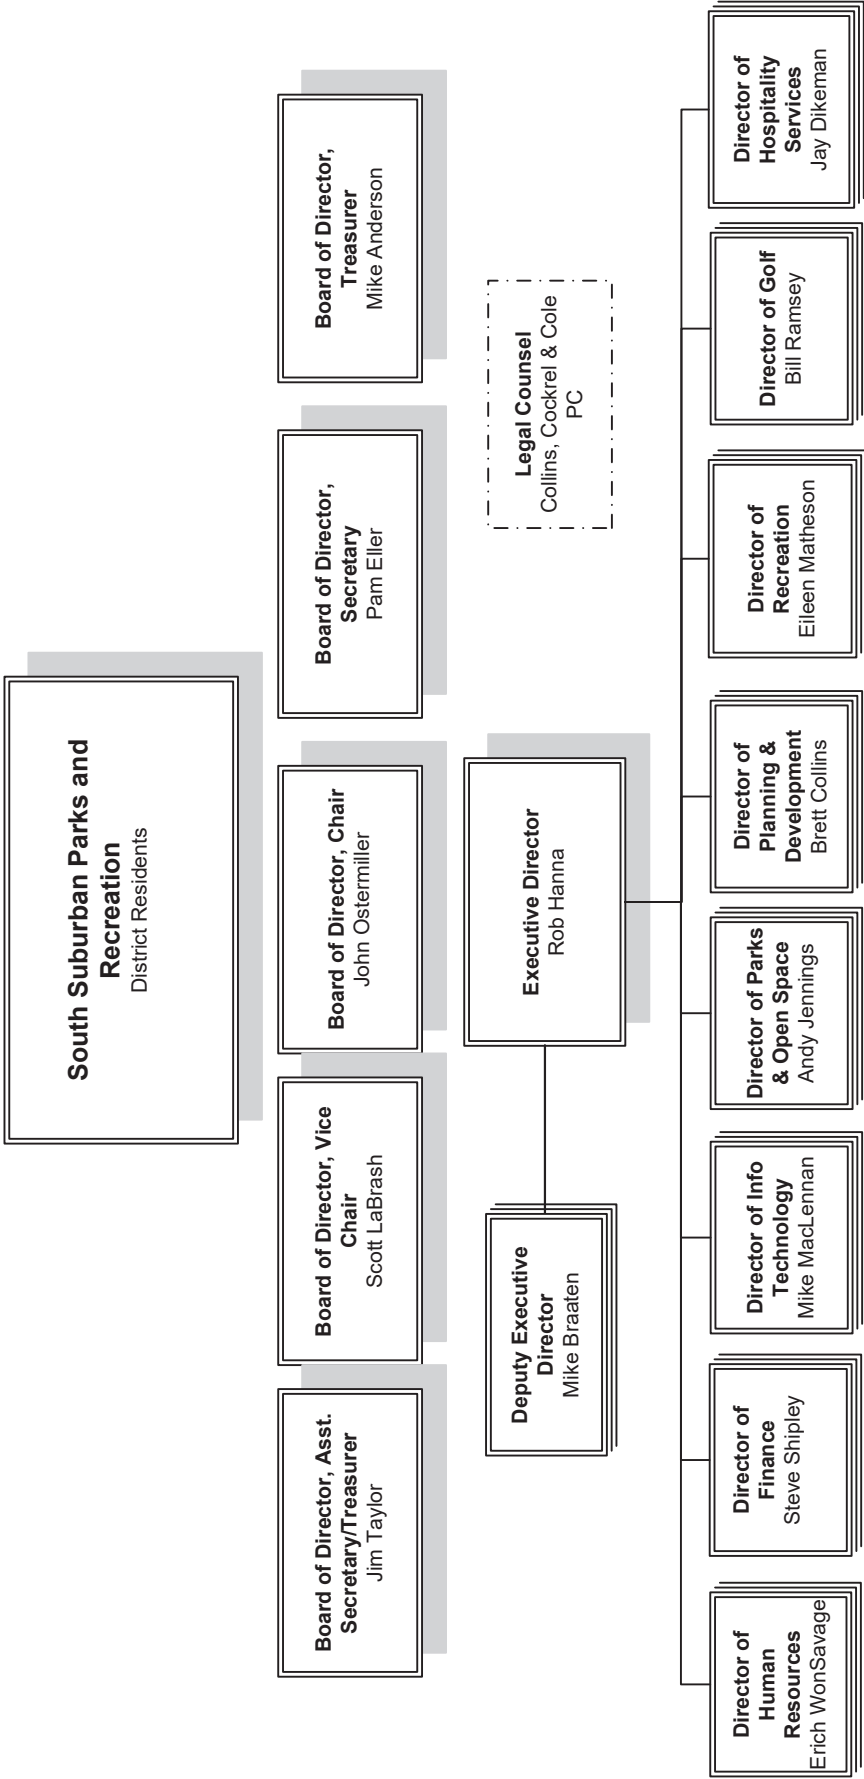 South Suburban Parks and
Recreation
District Residents
Board of Director, Asst.
Secretary/Treasurer
Jim Taylor
Board of Director, Vice
Chair
Scott LaBrash
Board of Director, Chair
John Ostermiller
Board of Director,
Secretary
Pam Eller
Board of Director,
Treasurer
Mike Anderson
Deputy Executive
Director
Mike Braaten
Executive Director
Rob Hanna
Legal Counsel
Collins, Cockrel & Cole
PC
Director of
Human
Resources
Erich WonSavage
Director of
Finance
Steve Shipley
Director of Info
Technology
Mike MacLennan
Director of Parks
& Open Space
Andy Jennings
Director of
Planning &
Development
Brett Collins
Director of
Recreation
Eileen Matheson
Director of Golf
Bill Ramsey
Director of
Hospitality
Services
Jay Dikeman